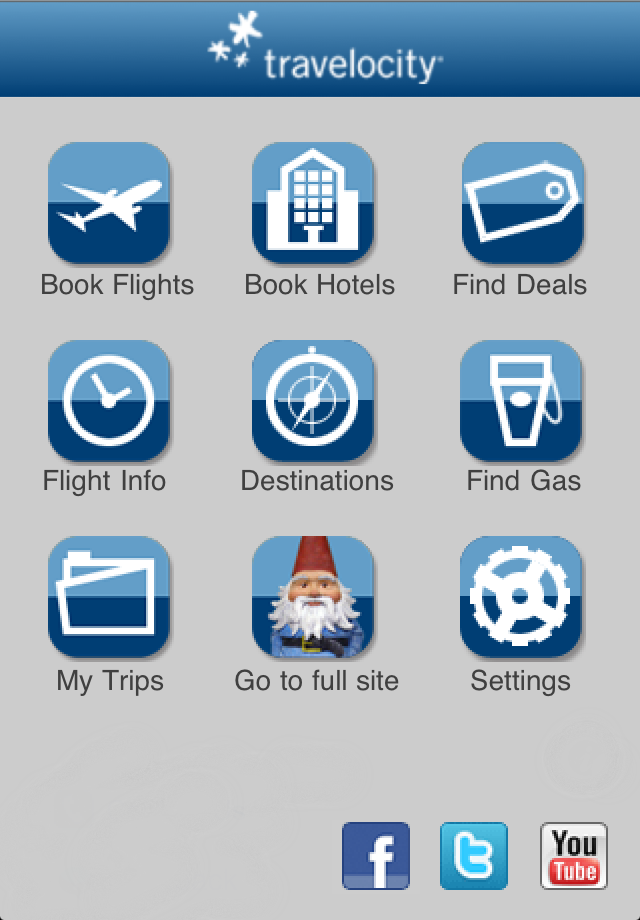 travelocity
Book Flights
Book Hotels
Find Deals
Flight Info
Destinations
Find Gas
My Trips
Go to full site
Settings
f
t
You
Tube